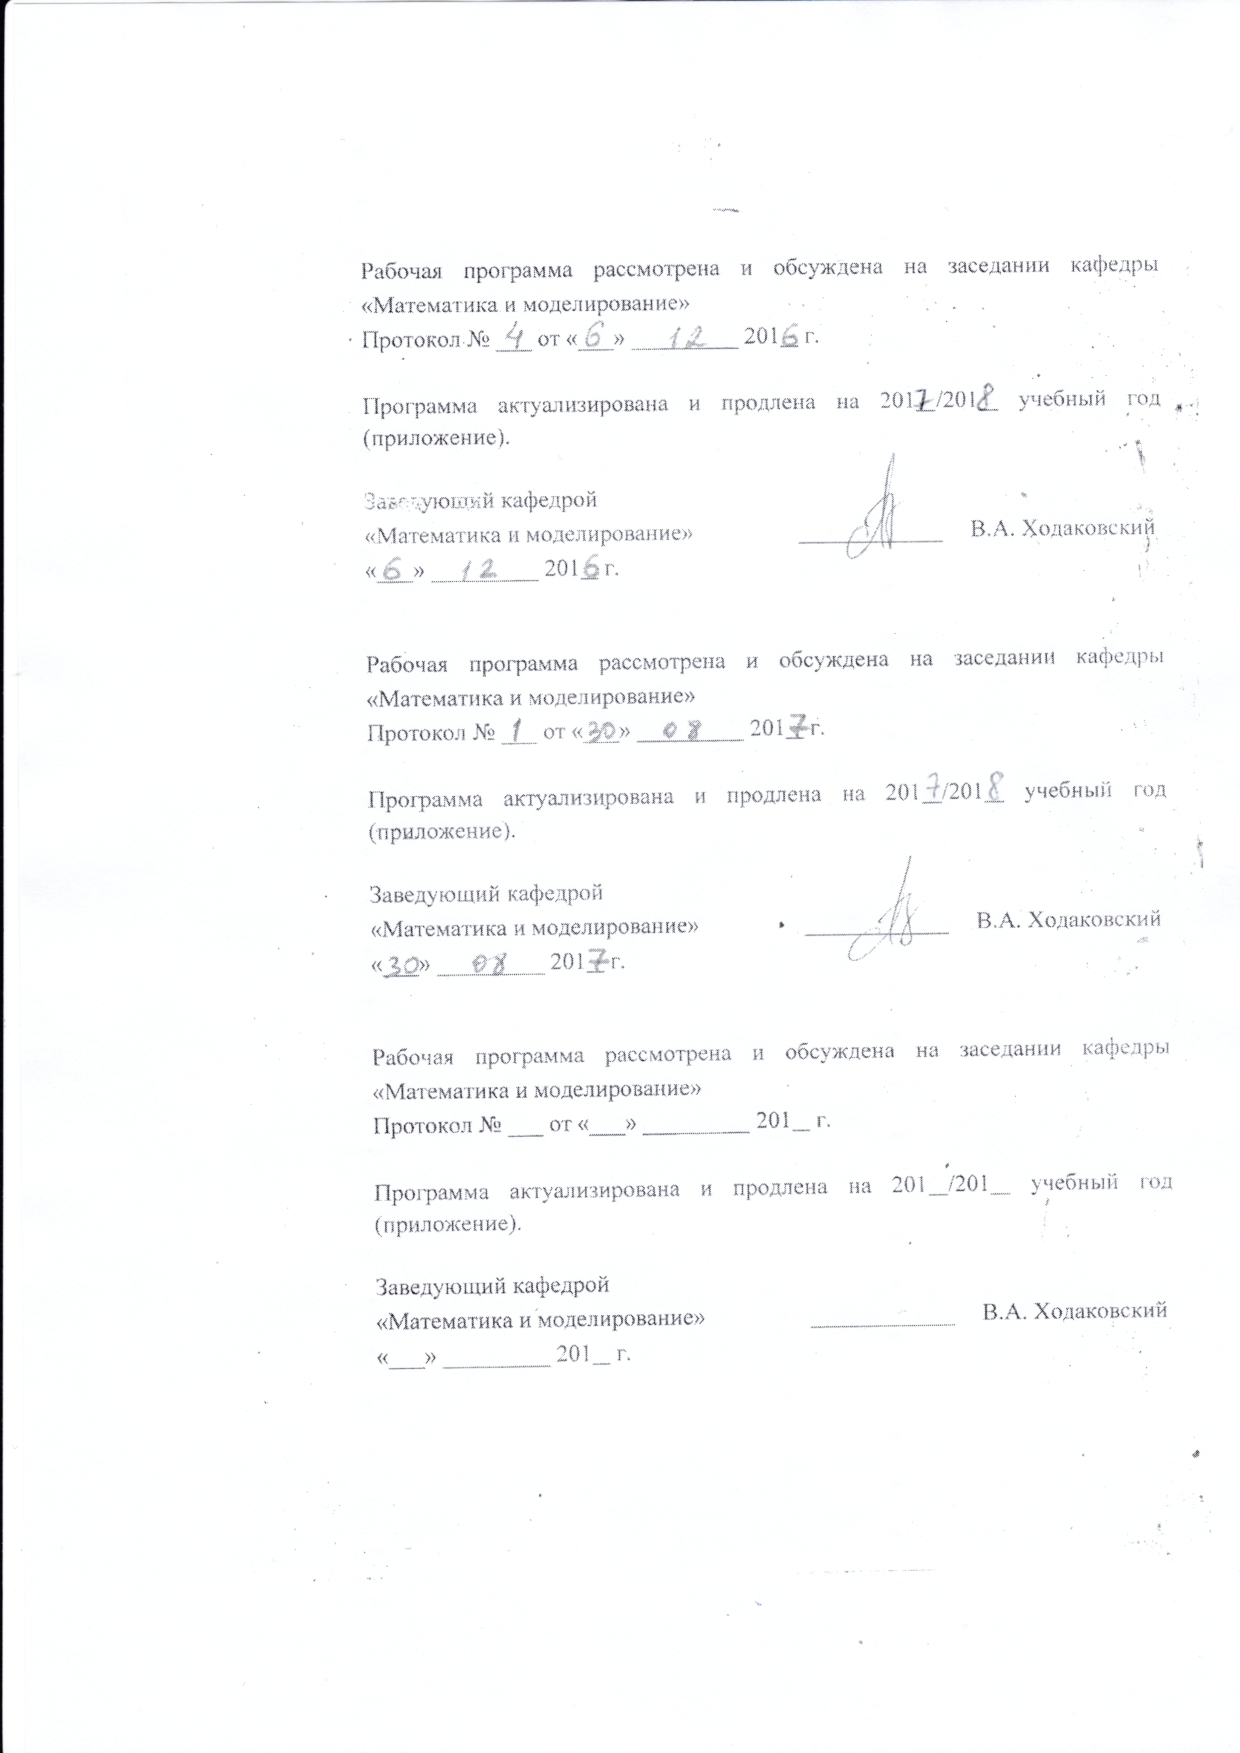 Рабочая программа рассмотрена и обсуждена на заседании кафедры
«Математика и моделирование»
Протокол № 4 от «6» 12 2016 г.
Программа актуализирована и продлена на 2017/2018 учебный год
(приложение).
Заведующий кафедрой
«Математика и моделирование» В.А. Ходаковский
«6» 12 2016 г.
Рабочая программа рассмотрена и обсуждена на заседании кафедры
«Математика и моделирование»
Протокол № 1 от «30» 08 2017 г.
Программа актуализирована и продлена на 2017/2018 учебный год
(приложение).
Заведующий кафедрой
«Математика и моделирование» В.А. Ходаковский
«30» 08 2017 г.
Рабочая программа рассмотрена и обсуждена на заседании кафедры
«Математика и моделирование»
Протокол № ___ от «___» _________ 201__ г.
Программа актуализирована и продлена на 201__/201__ учебный год
(приложение).
Заведующий кафедрой
«Математика и моделирование» ____________ В.А. Ходаковский
«___» _________ 201__ г.